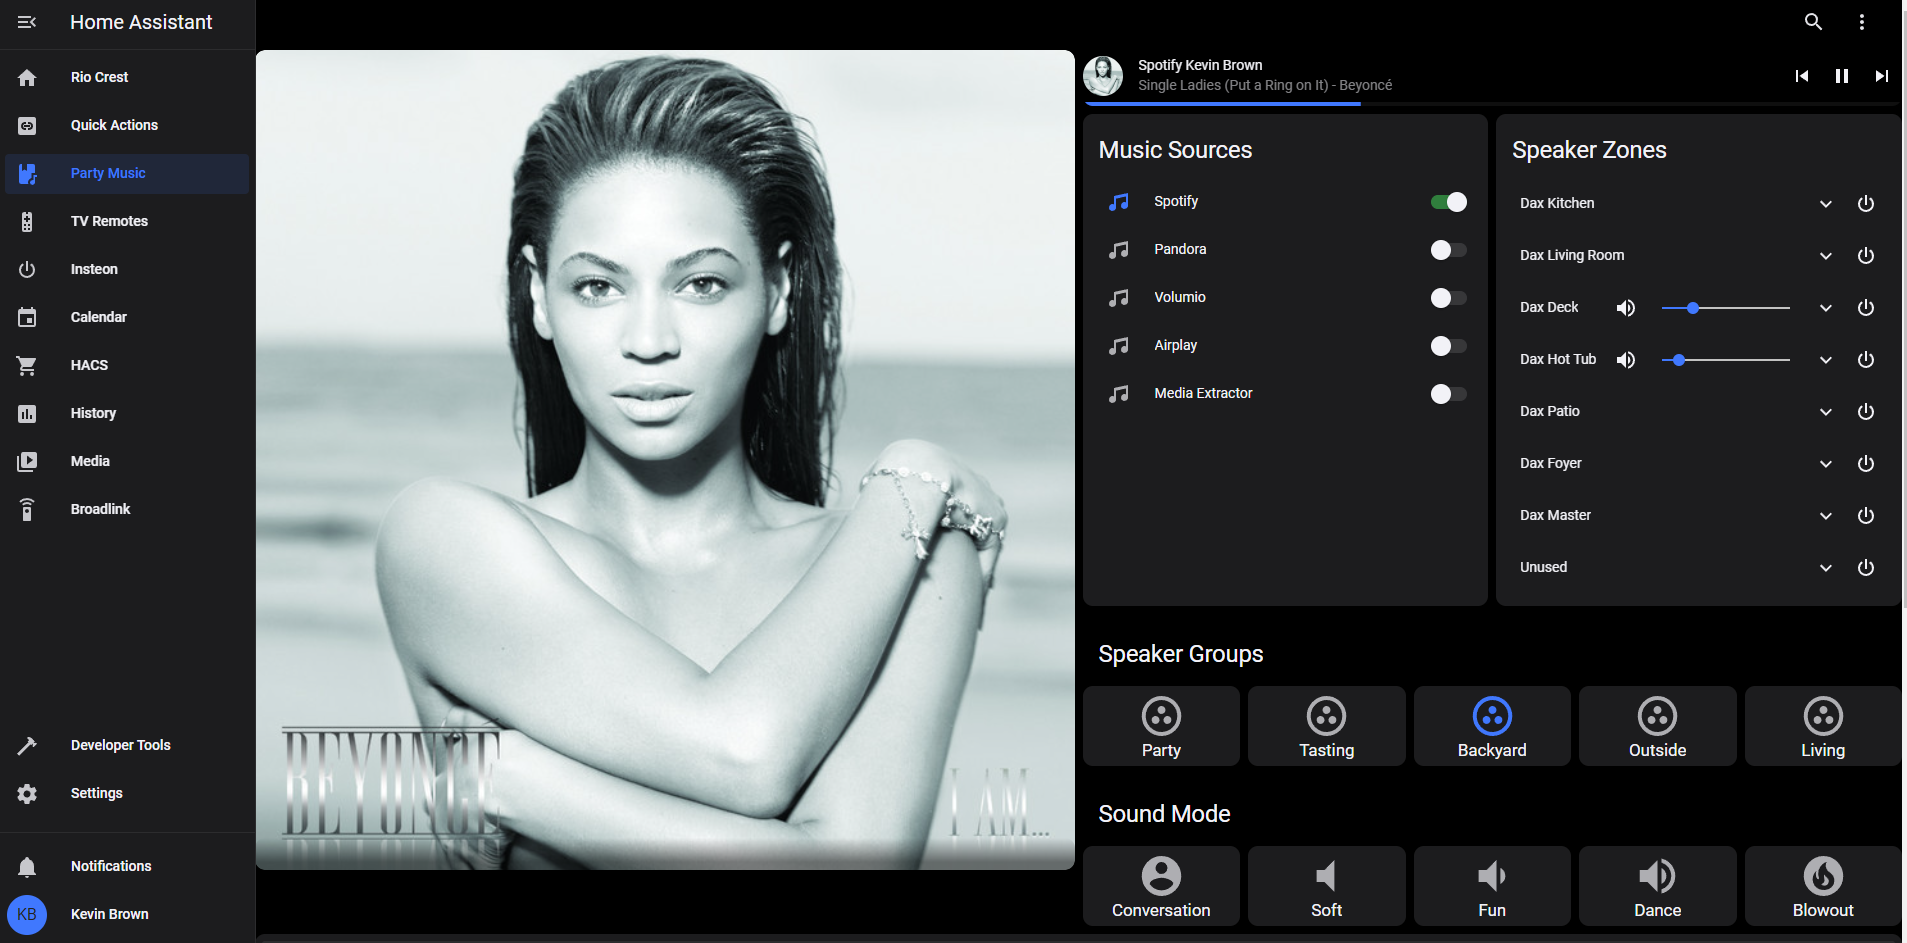 Home Assistant
Rio Crest
Quick Actions
Party Music
TV Remotes
Insteon
Calendar
HACS
History
Media
Broadlink
Developer Tools
Settings
Notifications
KB
Kevin Brown
BEYONCÉ
I AM...
Spotify Kevin Brown
Single Ladies (Put a Ring on It) - Beyoncé
Music Sources
Spotify
Pandora
Volumio
Airplay
Media Extractor
Speaker Zones
Dax Kitchen
Dax Living Room
Dax Deck
Dax Hot Tub
Dax Patio
Dax Foyer
Dax Master
Unused
Speaker Groups
Party
Tasting
Backyard
Outside
Living
Sound Mode
Conversation
Soft
Fun
Dance
Blowout